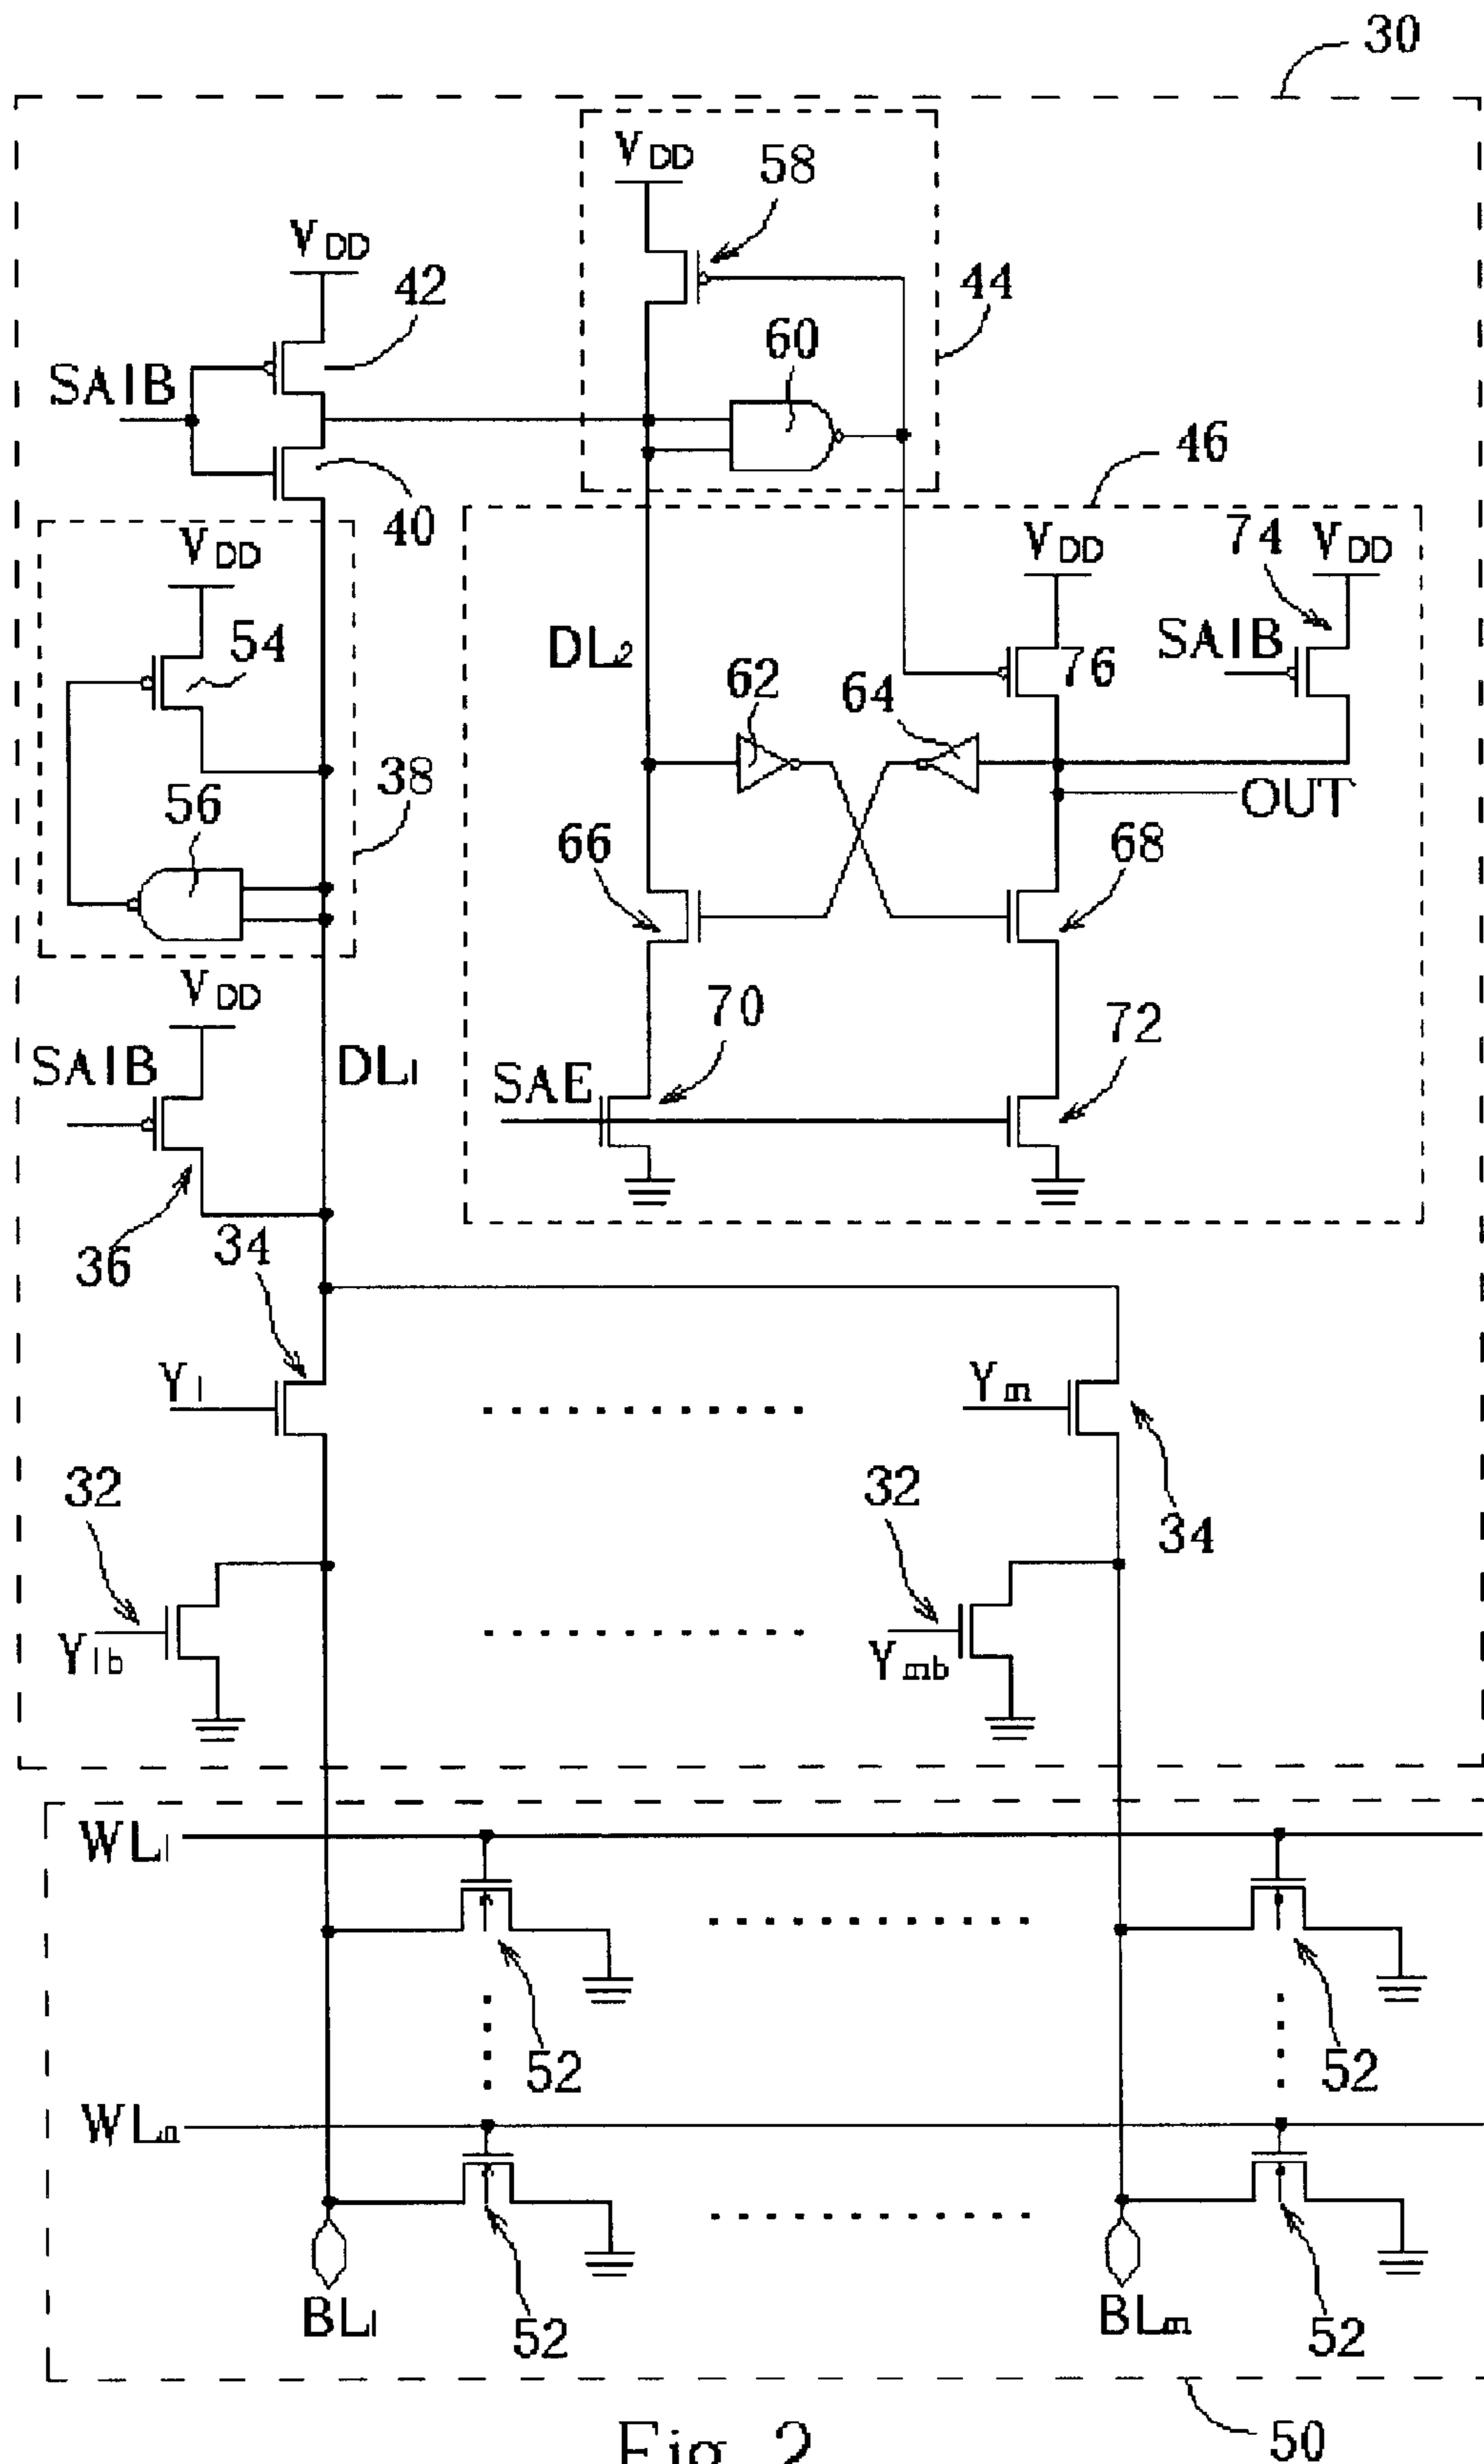 30
VDD
58
VDD
42
44
60
SAIB
46
40
VDD
VDD
74
VDD
54
DL2
SAIB
76
62
64
38
56
OUT
66
68
VDD
70
72
SAIB
DL1
SAE
36
34
Y1
Ym
32
32
34
Y1b
Ymb
WL1
52
52
WLn
BL1
52
BLm
52
50
Fig. 2